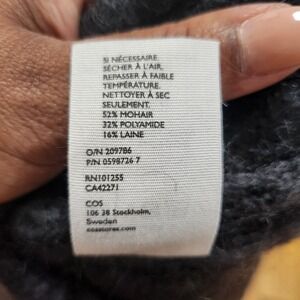 SI NÉCESSAIRE.
SÉCHER À L'AIR.
REPASSER À FAIBLE
TEMPÉRATURE.
NETTOYER À SEC
SEULEMENT.
52% MOHAIR
32% POLYAMIDE
16% LAINE
O/N 209786
P/N 0598726 7
RN101255
CA42271
COS
106 38 Stockholm,
Sweden
cosstores.com